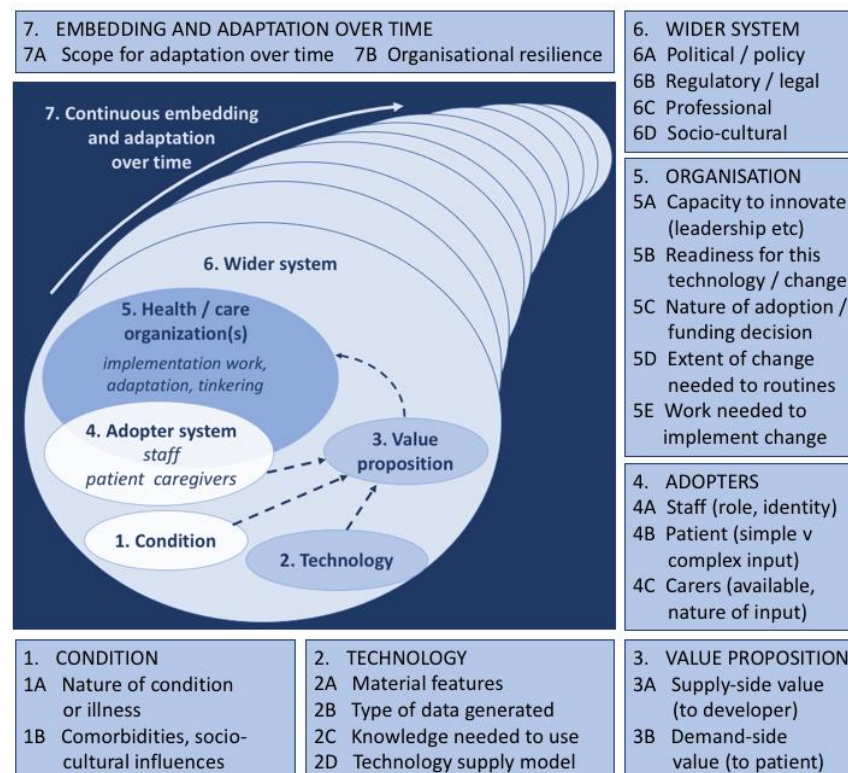 7. EMBEDDING AND ADAPTATION OVER TIME
7A Scope for adaptation over time 7B Organisational resilience
7. Continuous embedding
and adaptation
over time
6. Wider system
5. Health / care
organization(s)
implementation work,
adaptation, tinkering
4. Adopter system
staff
patient caregivers
3. Value
proposition
1. Condition
2. Technology
6. WIDER SYSTEM
6A Political / policy
6B Regulatory / legal
6C Professional
6D Socio-cultural
5. ORGANISATION
5A Capacity to innovate
(leadership etc)
5B Readiness for this
technology / change
5C Nature of adoption /
funding decision
5D Extent of change
needed to routines
5E Work needed to
implement change
4. ADOPTERS
4A Staff (role, identity)
4B Patient (simple v
complex input)
4C Carers (available,
nature of input)
1. CONDITION
1A Nature of condition
or illness
1B Comorbidities, socio-
cultural influences
2. TECHNOLOGY
2A Material features
2B Type of data generated
2C Knowledge needed to use
2D Technology supply model
3. VALUE PROPOSITION
3A Supply-side value
(to developer)
3B Demand-side
value (to patient)